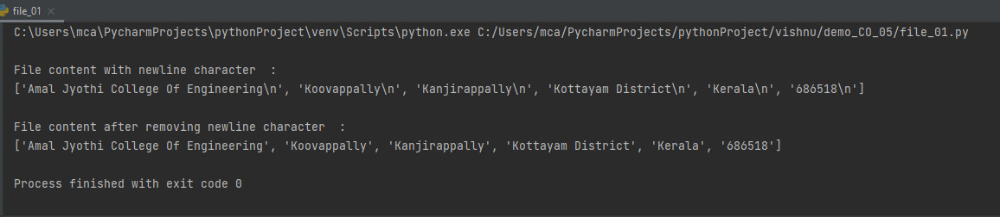 file_01
C:\Users\mca\PycharmProjects\pythonProject\venv\Scripts\python.exe C:/Users/mca/PycharmProjects/pythonProject/vishnu/demo_CO_05/file_01.py
File content with newline character  :
['Amal Jyothi College Of Engineering\n', 'Koovappally\n', 'Kanjirappally\n', 'Kottayam District\n', 'Kerala\n', '686518\n']
File content after removing newline character  :
['Amal Jyothi College Of Engineering', 'Koovappally', 'Kanjirappally', 'Kottayam District', 'Kerala', '686518']
Process finished with exit code 0